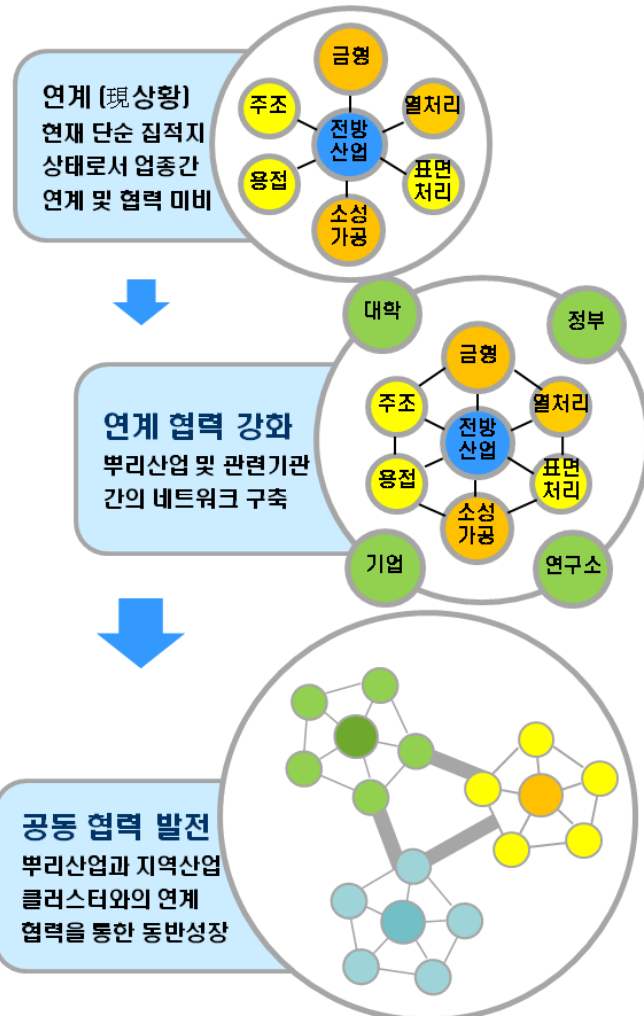 연계 (現상황)
현재 단순 집적지
상태로서 업종간
연계 및 협력 미비
금형
주조
열처리
전방
산업
용접
표면
처리
소성
가공
대학
정부
연계 협력 강화
뿌리산업 및 관련기관
간의 네트워크 구축
금형
주조
열처리
전방
산업
용접
표면
처리
소성
가공
기업
연구소
공동 협력 발전
뿌리산업과 지역산업
클러스터와의 연계
협력을 통한 동반성장